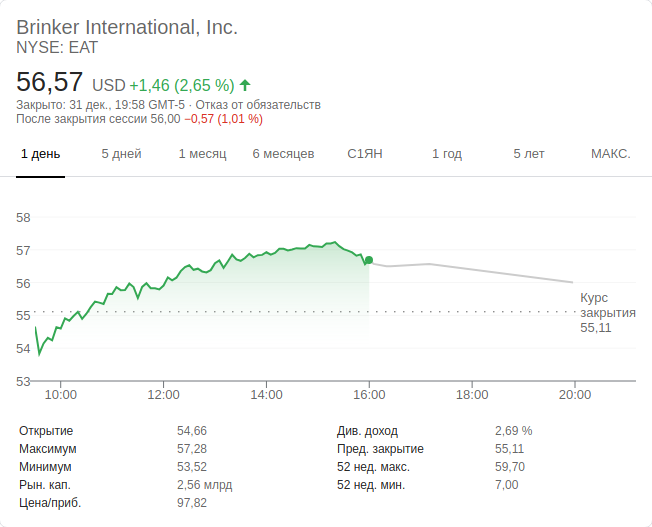 Brinker International, Inc.
NYSE: EAT
56,57 USD +1,46 (2,65 %)
Закрыто: 31 дек., 19:58 GMT-5 · Отказ от обязательств
После закрытия сессии 56,00 −0,57 (1,01 %)
1 день 5 дней 1 месяц 6 месяцев С1ЯН 1 год 5 лет МАКС.
58
57
56
55
54
53
Курс
закрытия
55,11
10:00 12:00 14:00 16:00 18:00 20:00
Открытие 54,66 Див. доход 2,69 %
Максимум 57,28 Пред. закрытие 55,11
Минимум 53,52 52 нед. макс. 59,70
Рын. кап. 2,56 млрд 52 нед. мин. 7,00
Цена/приб. 97,82